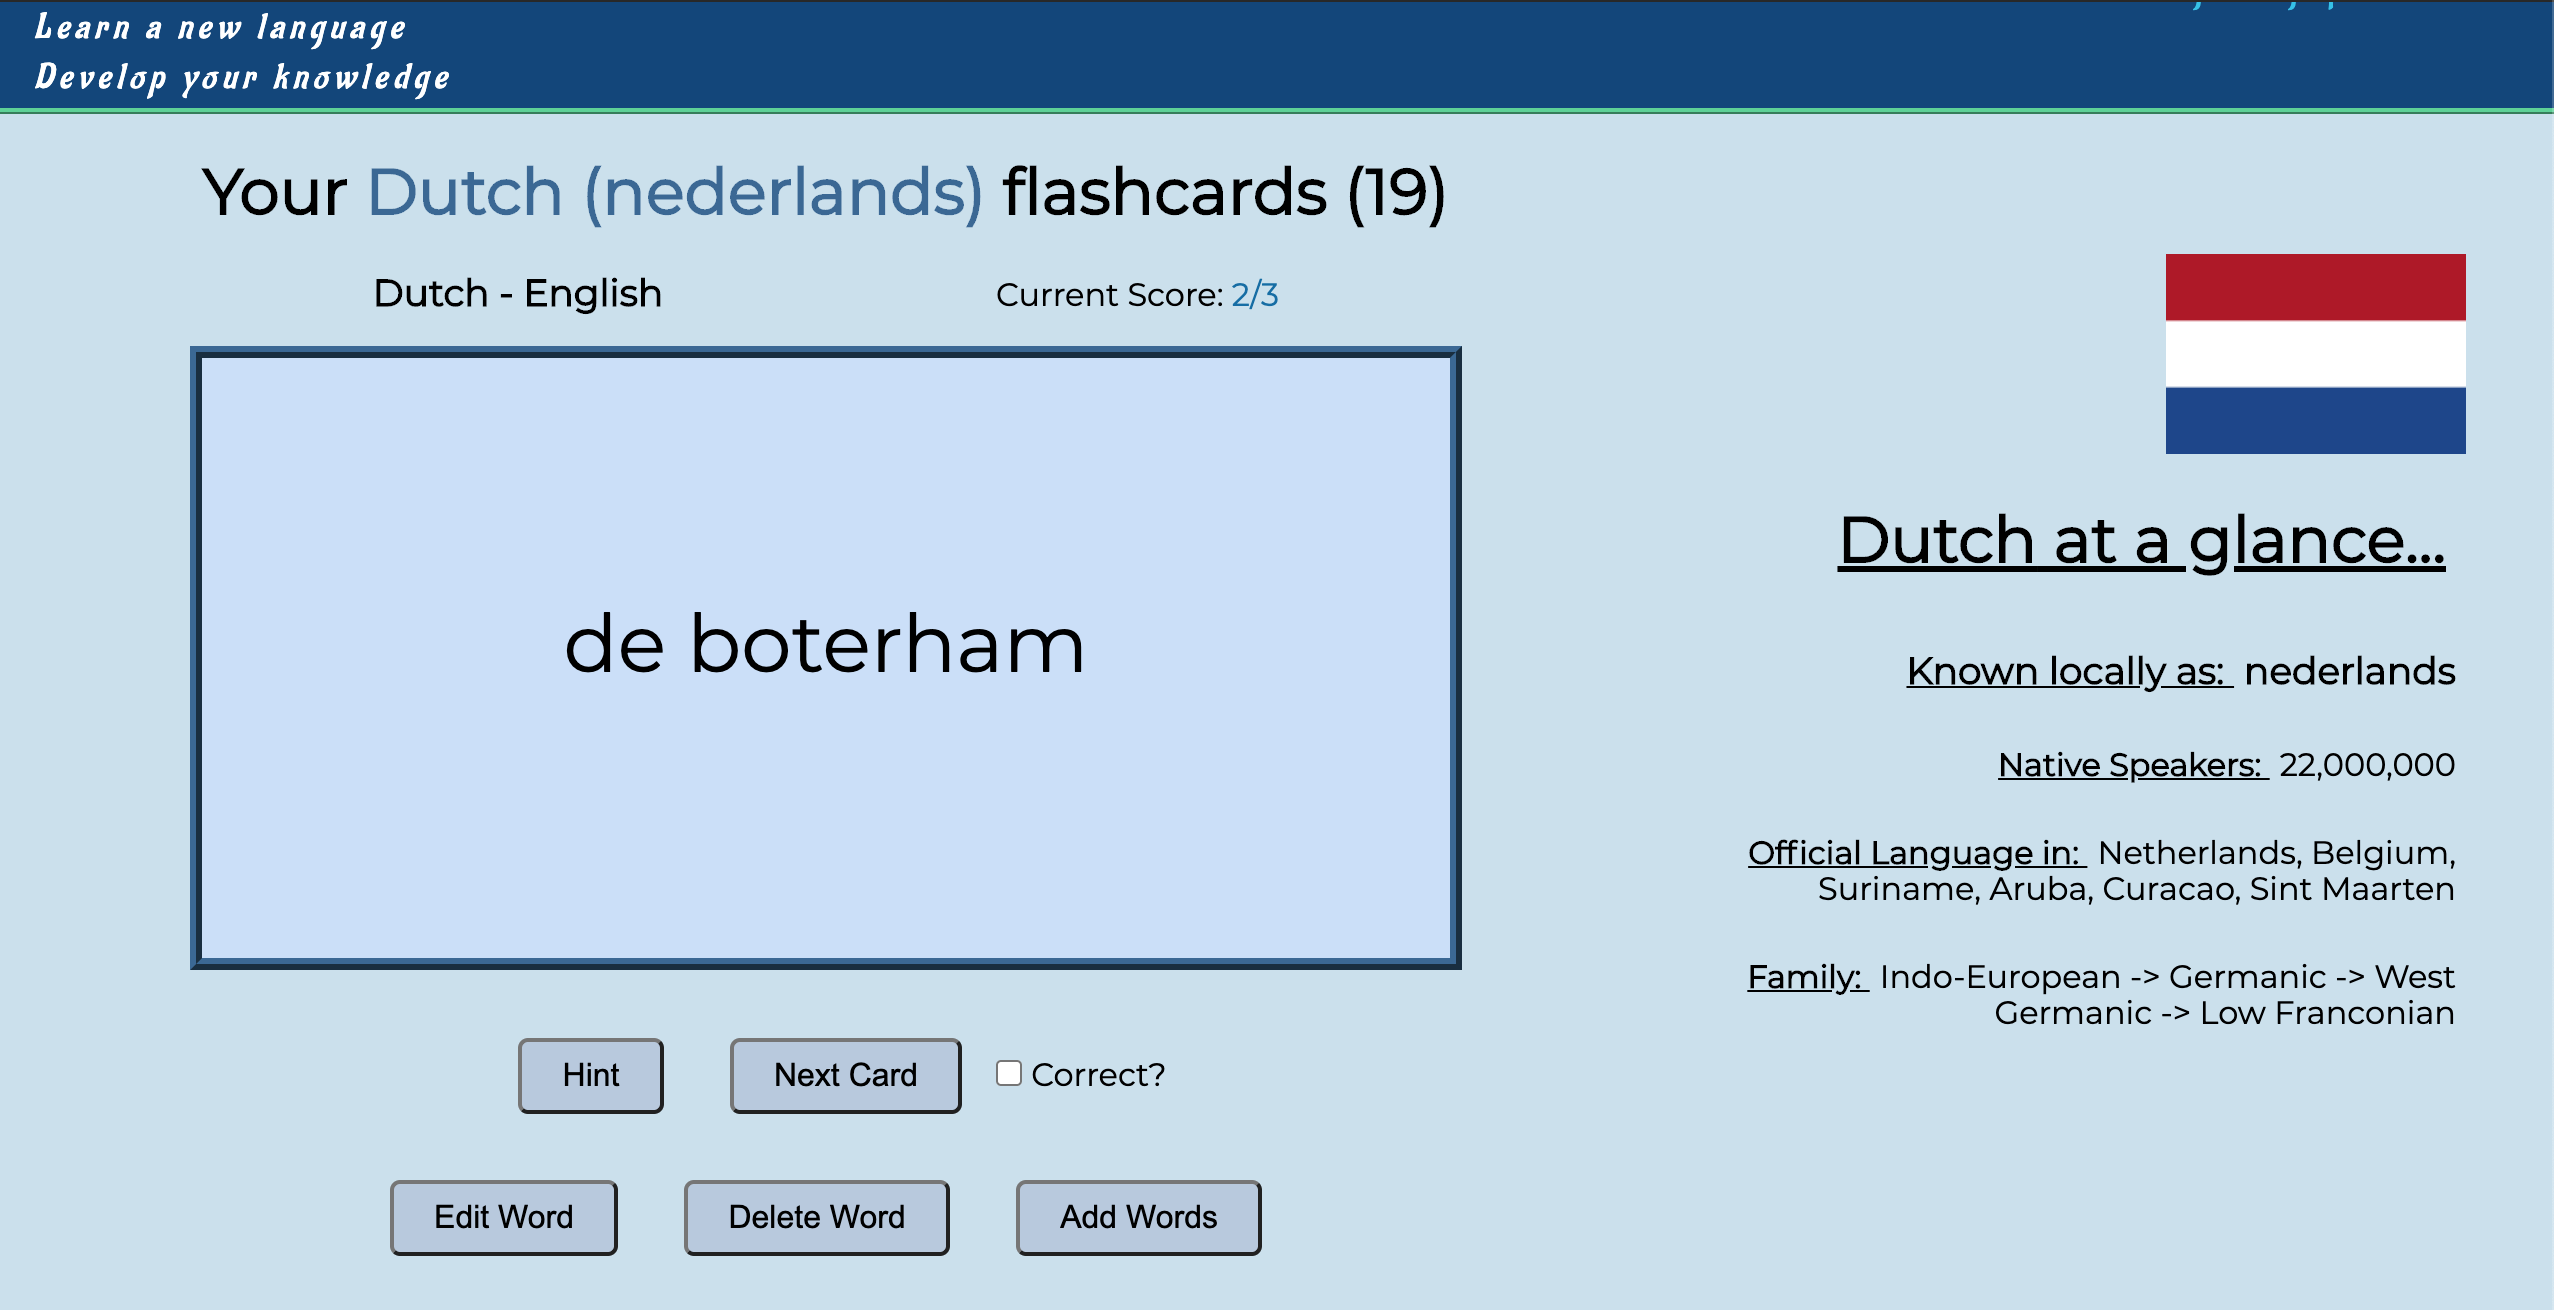 Learn a new language
Develop your knowledge
Your Dutch (nederlands) flashcards (19)
Dutch - English
Current Score: 2/3
de boterham
Hint
Next Card
Correct?
Edit Word
Delete Word
Add Words
Dutch at a glance...
Known locally as: nederlands
Native Speakers: 22,000,000
Official Language in: Netherlands, Belgium,
Suriname, Aruba, Curacao, Sint Maarten
Family: Indo-European -> Germanic -> West
Germanic -> Low Franconian